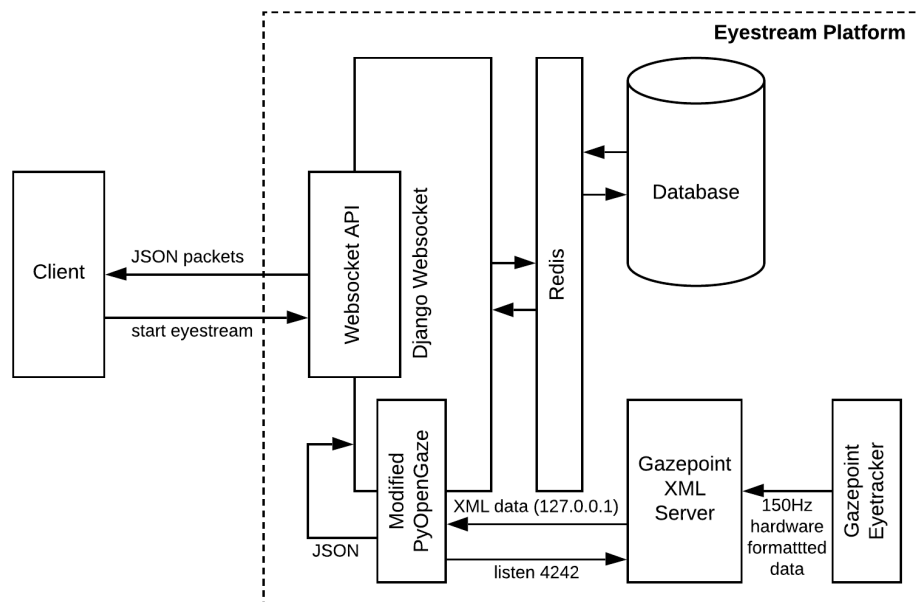 Eyestream Platform
Client
JSON packets
start eyestream
Websocket API
Django Websocket
Redis
Database
Modified
PyOpenGaze
JSON
XML data (127.0.0.1)
listen 4242
Gazepoint
XML
Server
150Hz
hardware
formattted
data
Gazepoint
Eyetracker